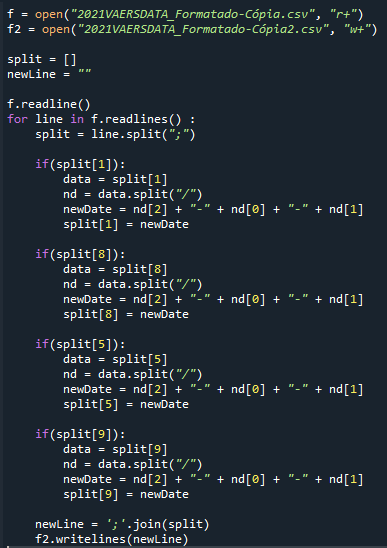 f = open("2021VAERSDATA_Formatado-Cópia.csv", "r+")
f2 = open("2021VAERSDATA_Formatado-Cópia2.csv", "w+")

split = []
newLine = ""

f.readline()
for line in f.readlines() :
    split = line.split(";")

    if(split[1]):
        data = split[1]
        nd = data.split("/")
        newDate = nd[2] + "-" + nd[0] + "-" + nd[1]
        split[1] = newDate

    if(split[8]):
        data = split[8]
        nd = data.split("/")
        newDate = nd[2] + "-" + nd[0] + "-" + nd[1]
        split[8] = newDate

    if(split[5]):
        data = split[5]
        nd = data.split("/")
        newDate = nd[2] + "-" + nd[0] + "-" + nd[1]
        split[5] = newDate

    if(split[9]):
        data = split[9]
        nd = data.split("/")
        newDate = nd[2] + "-" + nd[0] + "-" + nd[1]
        split[9] = newDate

    newLine = ';'.join(split)
    f2.writelines(newLine)